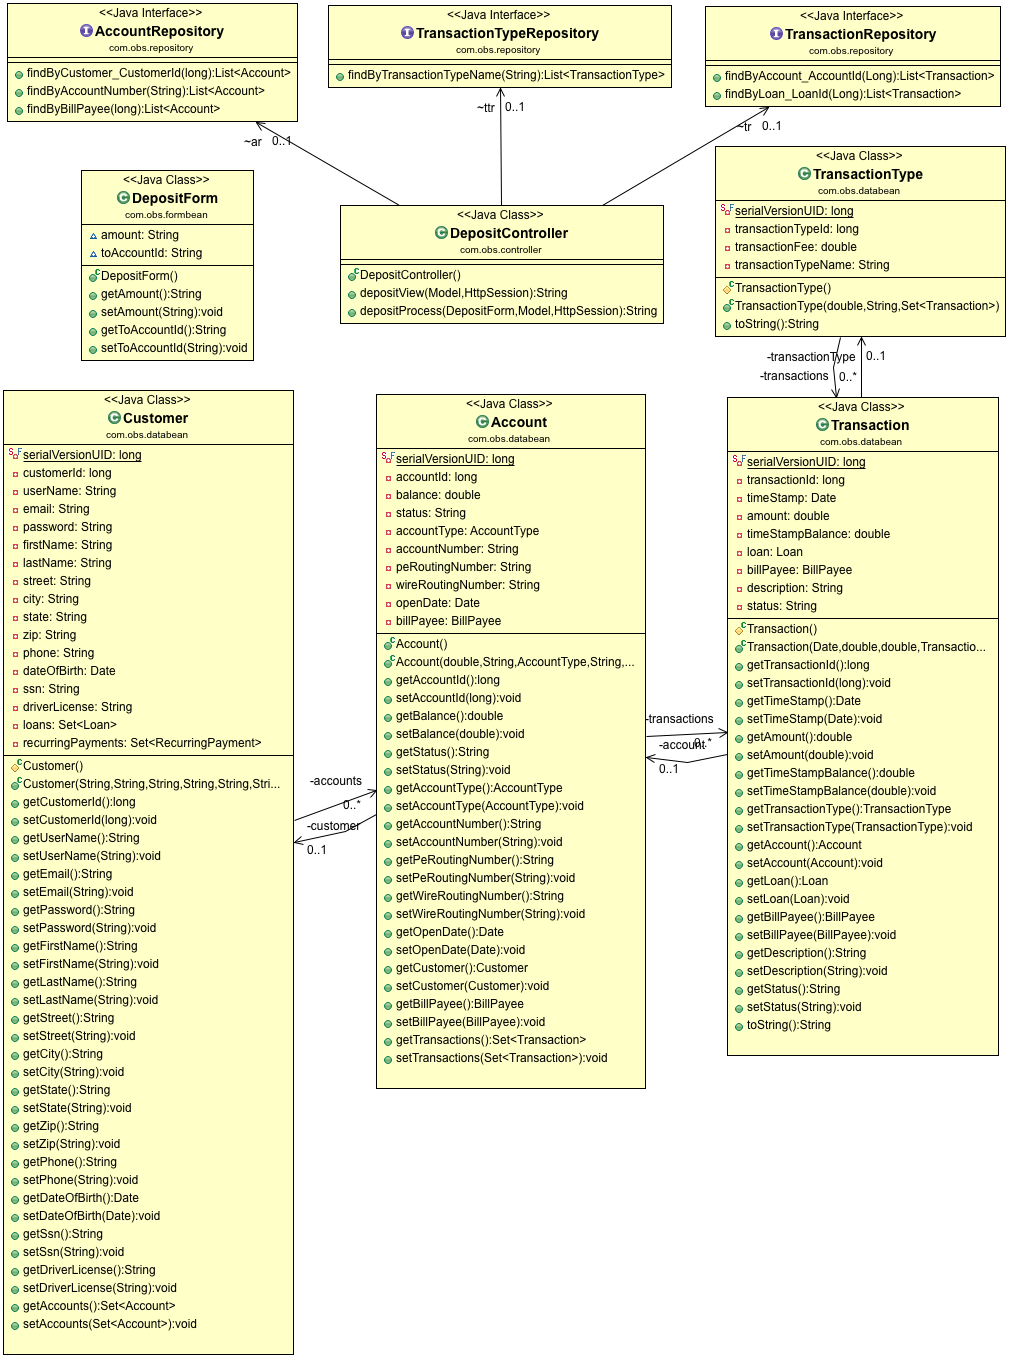 <<Java Interface>>
AccountRepository
com.obs.repository
findByCustomer_CustomerId(long):List<Account>
findByAccountNumber(String):List<Account>
findByBillPayee(long):List<Account>
<<Java Interface>>
TransactionTypeRepository
com.obs.repository
findByTransactionTypeName(String):List<TransactionType>
<<Java Interface>>
TransactionRepository
com.obs.repository
findByAccount_AccountId(Long):List<Transaction>
findByLoan_LoanId(Long):List<Transaction>
~ar 0..1
~ttr 0..1
~tr 0..1
<<Java Class>>
DepositForm
com.obs.formbean
amount: String
toAccountId: String
DepositForm()
getAmount():String
setAmount(String):void
getToAccountId():String
setToAccountId(String):void
<<Java Class>>
DepositController
com.obs.controller
DepositController()
depositView(Model,HttpSession):String
depositProcess(DepositForm,Model,HttpSession):String
<<Java Class>>
TransactionType
com.obs.databean
serialVersionUID: long
transactionTypeId: long
transactionFee: double
transactionTypeName: String
TransactionType()
TransactionType(double,String,Set<Transaction>)
toString():String
-transactionType 0..1
-transactions 0..*
<<Java Class>>
Customer
com.obs.databean
serialVersionUID: long
customerId: long
userName: String
email: String
password: String
firstName: String
lastName: String
street: String
city: String
state: String
zip: String
phone: String
dateOfBirth: Date
ssn: String
driverLicense: String
loans: Set<Loan>
recurringPayments: Set<RecurringPayment>
Customer()
Customer(String,String,String,String,String,Stri...
getCustomerId():long
setCustomerId(long):void
getUserName():String
setUserName(String):void
getEmail():String
setEmail(String):void
getPassword():String
setPassword(String):void
getFirstName():String
setFirstName(String):void
getLastName():String
setLastName(String):void
getStreet():String
setStreet(String):void
getCity():String
setCity(String):void
getState():String
setState(String):void
getZip():String
setZip(String):void
getPhone():String
setPhone(String):void
getDateOfBirth():Date
setDateOfBirth(Date):void
getSsn():String
setSsn(String):void
getDriverLicense():String
setDriverLicense(String):void
getAccounts():Set<Account>
setAccounts(Set<Account>):void
-accounts
0..*
-customer
0..1
<<Java Class>>
Account
com.obs.databean
serialVersionUID: long
accountId: long
balance: double
status: String
accountType: AccountType
accountNumber: String
peRoutingNumber: String
wireRoutingNumber: String
openDate: Date
billPayee: BillPayee
Account()
Account(double,String,AccountType,String,...
getAccountId():long
setAccountId(long):void
getBalance():double
setBalance(double):void
getStatus():String
setStatus(String):void
getAccountType():AccountType
setAccountType(AccountType):void
getAccountNumber():String
setAccountNumber(String):void
getPeRoutingNumber():String
setPeRoutingNumber(String):void
getWireRoutingNumber():String
setWireRoutingNumber(String):void
getOpenDate():Date
setOpenDate(Date):void
getCustomer():Customer
setCustomer(Customer):void
getBillPayee():BillPayee
setBillPayee(BillPayee):void
getTransactions():Set<Transaction>
setTransactions(Set<Transaction>):void
-transactions
-account 0..*
0..1
<<Java Class>>
Transaction
com.obs.databean
serialVersionUID: long
transactionId: long
timeStamp: Date
amount: double
timeStampBalance: double
loan: Loan
billPayee: BillPayee
description: String
status: String
Transaction()
Transaction(Date,double,double,Transactio...
getTransactionId():long
setTransactionId(long):void
getTimeStamp():Date
setTimeStamp(Date):void
getAmount():double
setAmount(double):void
getTimeStampBalance():double
setTimeStampBalance(double):void
getTransactionType():TransactionType
setTransactionType(TransactionType):void
getAccount():Account
setAccount(Account):void
getLoan():Loan
setLoan(Loan):void
getBillPayee():BillPayee
setBillPayee(BillPayee):void
getDescription():String
setDescription(String):void
getStatus():String
setStatus(String):void
toString():String